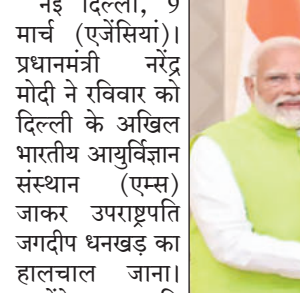 नई दिल्ली, 9
मार्च (एजेंसियां)।
प्रधानमंत्री नरेंद्र
मोदी ने रविवार को
दिल्ली के अखिल
भारतीय आयुर्विज्ञान
संस्थान (एम्स)
जाकर उपराष्ट्रपति
जगदीप धनखड़ का
हालचाल जाना।